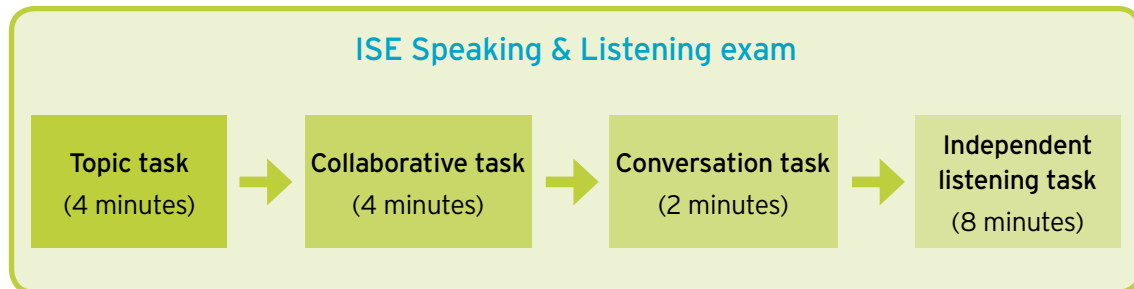 ISE Speaking & Listening exam
Topic task
(4 minutes)
Collaborative task
(4 minutes)
Conversation task
(2 minutes)
Independent
listening task
(8 minutes)